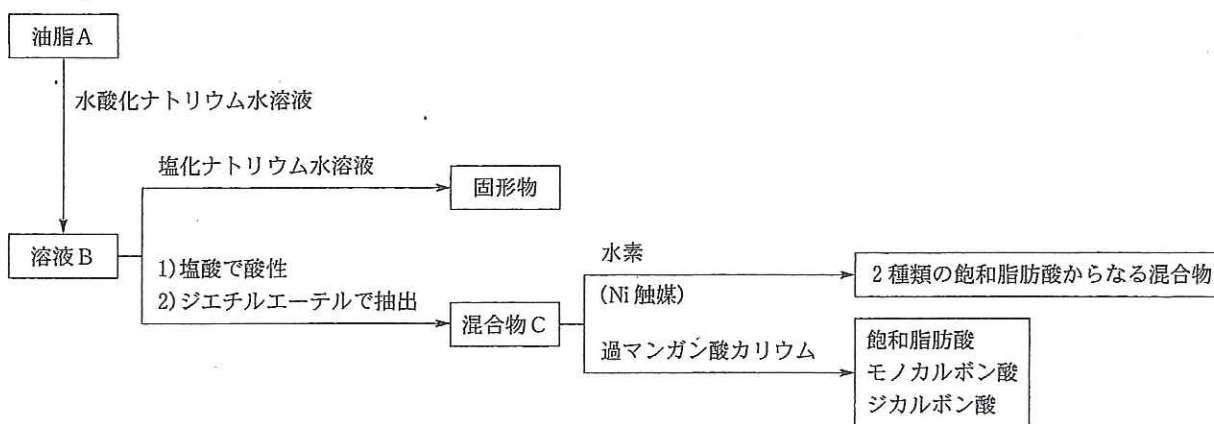 油脂A
水酸化ナトリウム水溶液
塩化ナトリウム水溶液
固形物
溶液B
1)塩酸で酸性
2)ジエチルエーテルで抽出
混合物C
水素
(Ni触媒)
2種類の飽和脂肪酸からなる混合物
過マンガン酸カリウム
飽和脂肪酸
モノカルボン酸
ジカルボン酸